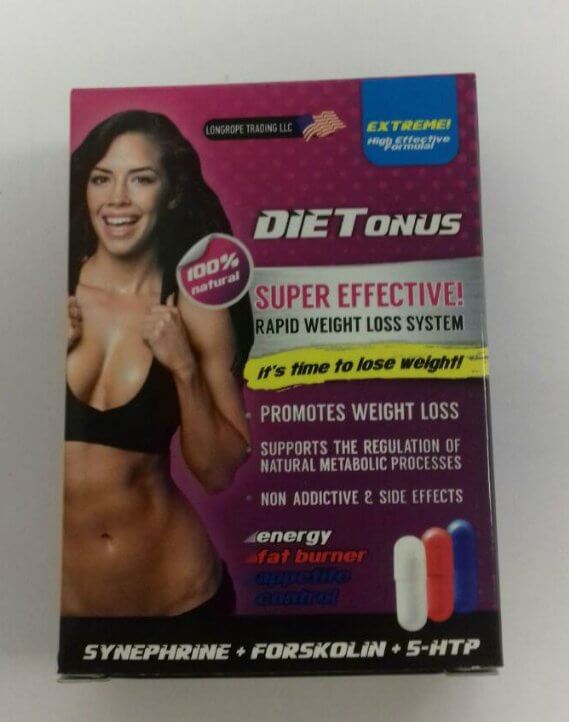 LONGROPE TRADING LLC
EXTREME!
High Effective
Formula!
DIETONUS
100%
natural
SUPER EFFECTIVE!
RAPID WEIGHT LOSS SYSTEM
it's time to lose weight!
PROMOTES WEIGHT LOSS
SUPPORTS THE REGULATION OF
NATURAL METABOLIC PROCESSES
NON ADDICTIVE & SIDE EFFECTS
energy
fat burner
appetite
control
SYNEPHRINE + FORSKOLIN + 5-HTP